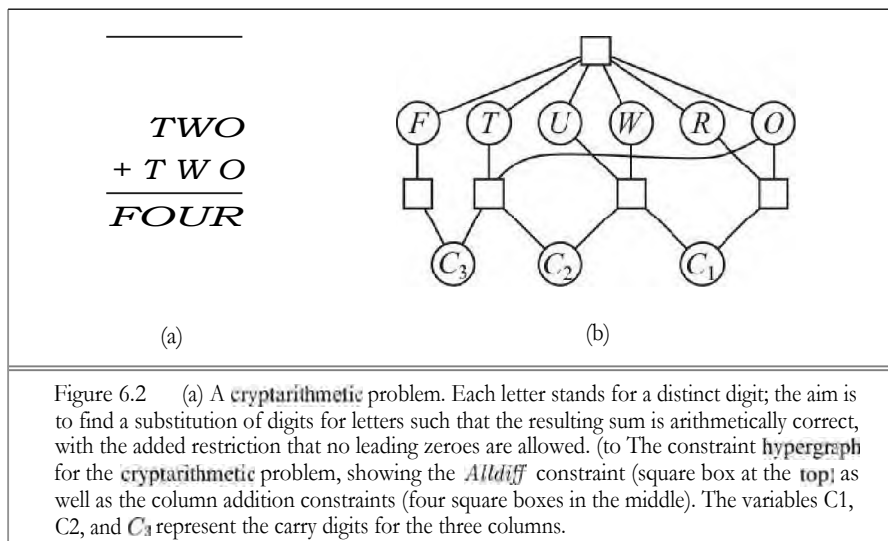 TWO
+ T W O
FOUR
F T U W R O
C3 C2 C1
(a) (b)
Figure 6.2 (a) A cryptarithmetic problem. Each letter stands for a distinct digit; the aim is
to find a substitution of digits for letters such that the resulting sum is arithmetically correct,
with the added restriction that no leading zeroes are allowed. (to The constraint hypergraph
for the cryptarithmetic problem, showing the Alldiff constraint (square box at the top; as
well as the column addition constraints (four square boxes in the middle). The variables C1,
C2, and C3 represent the carry digits for the three columns.